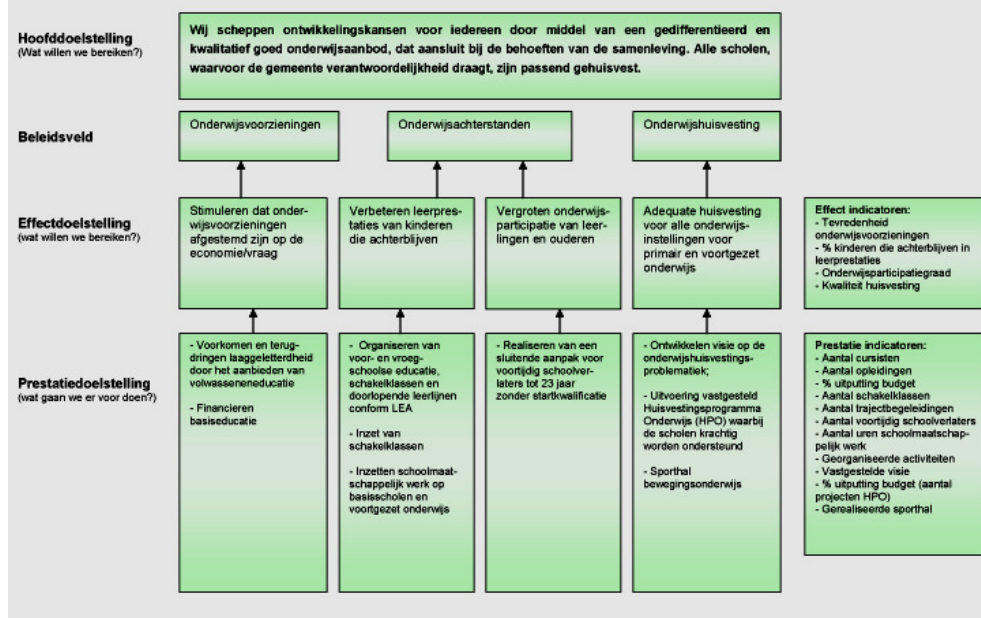 Hoofddoelstelling
(Wat willen we bereiken?)
Wij scheppen ontwikkelingskansen voor iedereen door middel van een gedifferentieerd en
kwalitatief goed onderwijsaanbod, dat aansluit bij de behoeften van de samenleving. Alle scholen,
waarvoor de gemeente verantwoordelijkheid draagt, zijn passend gehuisvest.
Beleidsveld
Onderwijsvoorzieningen
Onderwijsachterstanden
Onderwijshuisvesting
Effectdoelstelling
(wat willen we bereiken?)
Stimuleren dat onder-
wijsvoorzieningen
afgestemd zijn op de
economie/vraag
Verbeteren leerpres-
taties van kinderen
die achterblijven
Vergroten onderwijs-
participatie van leer-
lingen en ouderen
Adequate huisvesting
voor alle onderwijs-
instellingen voor
primair en voortgezet
onderwijs
Effect indicatoren:
- Tevredenheid
onderwijsvoorzieningen
- % kinderen die achterblijven in
leerprestaties
- Onderwijsparticipatiegraad
- Kwaliteit huisvesting
Prestatiedoelstelling
(wat gaan we er voor doen?)
- Voorkomen en terug-
dringen laaggeletterdheid
door het aanbieden van
volwasseneneducatie
- Financieren
basiseducatie
- Organiseren van
voor- en vroeg-
schoolse educatie,
schakelklassen en
doorlopende leerlijnen
conform LEA
- Inzet van
schakelklassen
- Inzetten schoolmaat-
schappelijk werk op
basisscholen en
voortgezet onderwijs
- Realiseren van een
sluitende aanpak voor
voortijdig schoolver-
laters tot 23 jaar
zonder startkwalificatie
- Ontwikkelen visie op de
onderwijshuisvestings-
problematiek;
- Uitvoering vastgesteld
Huisvestingsprogramma
Onderwijs (HPO) waarbij
de scholen krachtig
worden ondersteund
- Sporthal
bewegingsonderwijs
Prestatie indicatoren:
- Aantal cursisten
- Aantal opleidingen
- % uitputting budget
- Aantal schakelklassen
- Aantal trajectbegeleidingen
- Aantal voortijdig schoolverlaters
- Aantal uren schoolmaatschap-
pelijk werk
- Georganiseerde activiteiten
- Vastgestelde visie
- % uitputting budget (aantal
projecten HPO)
- Gerealiseerde sporthal